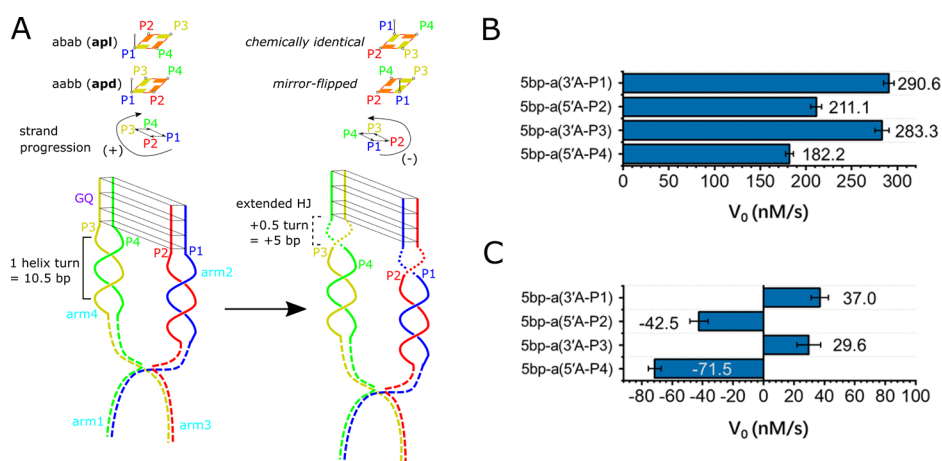 A
abab (apl)
P2
P3
P1
P4
aabb (apd)
P3
P4
P1
P2
strand
progression
P4
P3
P1
P2
(+)
GQ
P3
P4
P2
P1
1 helix turn
= 10.5 bp
arm2
arm4
arm1
arm3
chemically identical
P1
P4
P2
P3
mirror-flipped
P4
P3
P2
P1
P3
P4
P2
P1
(-)
extended HJ
+0.5 turn
= +5 bp
P3
P4
P2
P1
B
5bp-a(3′A-P1)
290.6
5bp-a(5′A-P2)
211.1
5bp-a(3′A-P3)
283.3
5bp-a(5′A-P4)
182.2
0 50 100 150 200 250 300
V0 (nM/s)
C
5bp-a(3′A-P1)
37.0
5bp-a(5′A-P2)
-42.5
5bp-a(3′A-P3)
29.6
5bp-a(5′A-P4)
-71.5
-80 -60 -40 -20 0 20 40 60 80 100
V0 (nM/s)